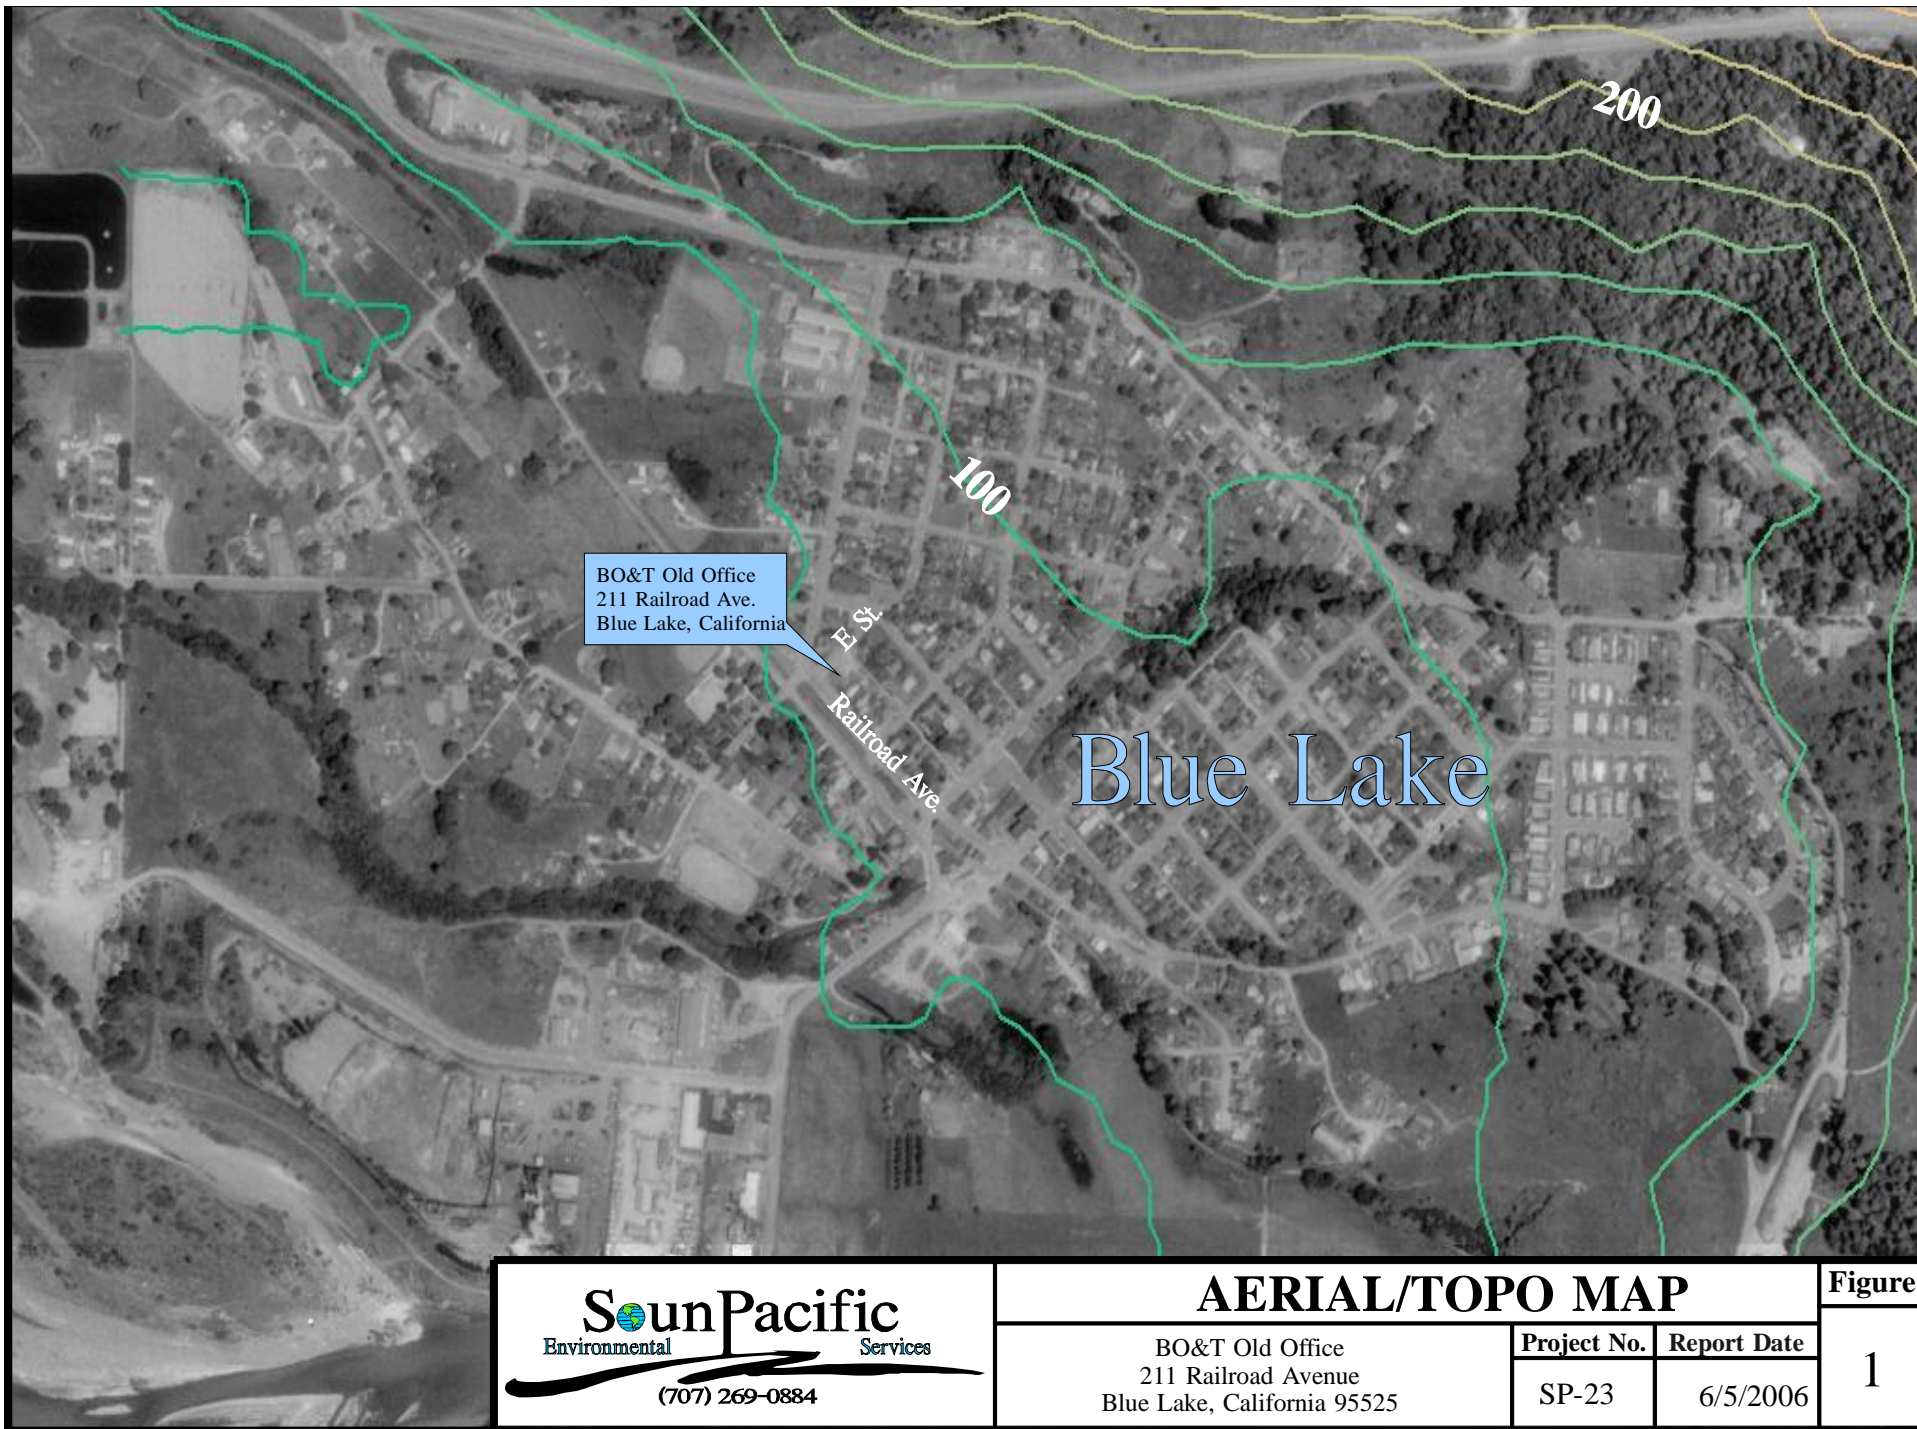 200
100
BO&T Old Office
211 Railroad Ave.
Blue Lake, California
E St.
Railroad Ave.
Blue Lake
SounPacific
Environmental Services
(707) 269-0884
AERIAL/TOPO MAP
BO&T Old Office
211 Railroad Avenue
Blue Lake, California 95525
Project No.
SP-23
Report Date
6/5/2006
Figure
1